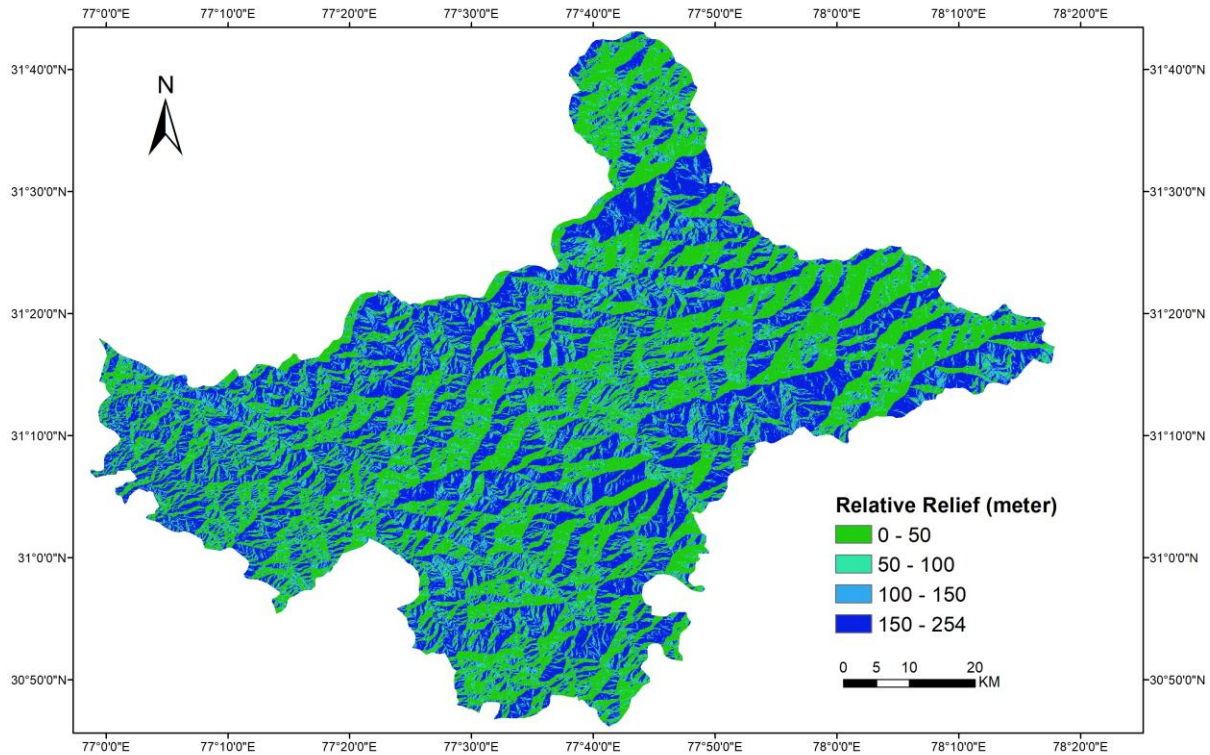 77°0'0"E 77°10'0"E 77°20'0"E 77°30'0"E 77°40'0"E 77°50'0"E 78°0'0"E 78°10'0"E 78°20'0"E
31°40'0"N 31°40'0"N
N
31°30'0"N 31°30'0"N
31°20'0"N 31°20'0"N
31°10'0"N 31°10'0"N
Relative Relief (meter)
0 - 50
31°0'0"N 31°0'0"N
50 - 100
100 - 150
150 - 254
0 5 10 20
KM
30°50'0"N 30°50'0"N
77°0'0"E 77°10'0"E 77°20'0"E 77°30'0"E 77°40'0"E 77°50'0"E 78°0'0"E 78°10'0"E 78°20'0"E